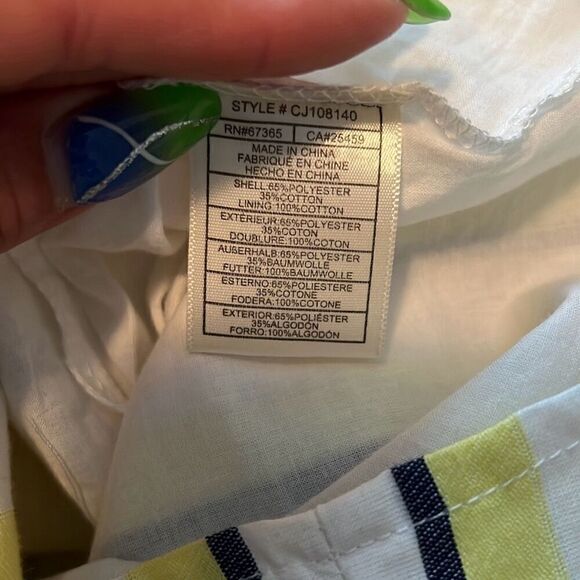 STYLE # CJ108140
RN#67365 CA#25459
MADE IN CHINA
FABRIQUÉ EN CHINE
HECHO EN CHINA
SHELL:65%POLYESTER
35%COTTON
LINING:100%COTTON
EXTÉRIEUR:65%POLYESTER
35%COTON
DOUBLURE:100%COTON
AUßERHALB:65%POLYESTER
35%BAUMWOLLE
FUTTER:100%BAUMWOLLE
ESTERNO:65%POLIESTERE
35%COTONE
FODERA:100%COTONE
EXTERIOR:65%POLIÉSTER
35%ALGODÓN
FORRO:100%ALGODÓN